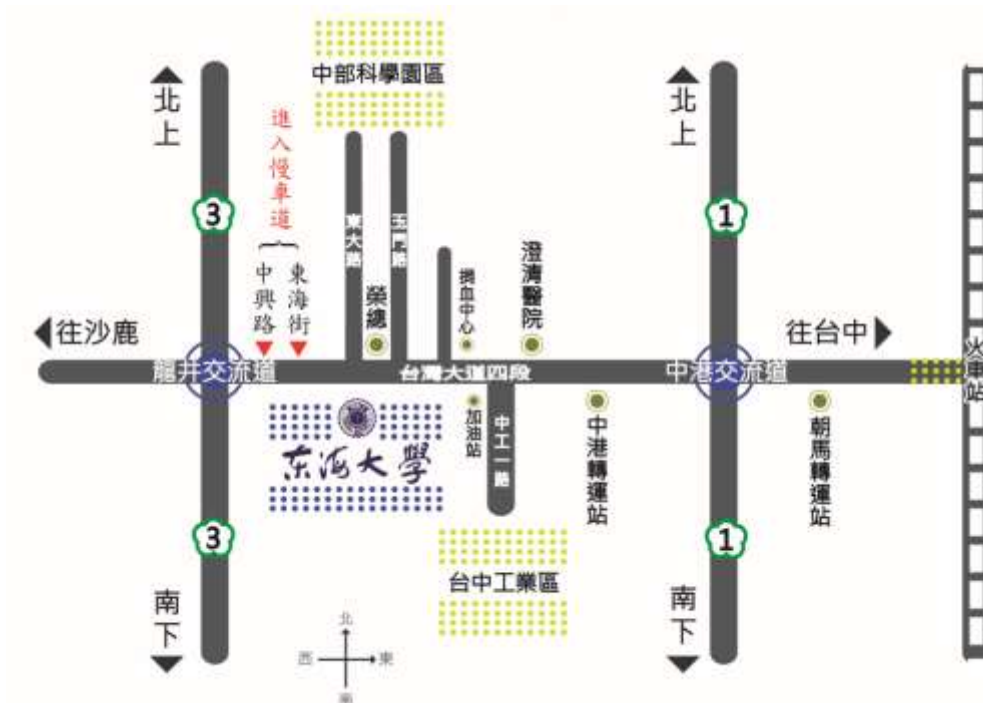 中部科學園區
北上
北上
進入慢車道
3
1
東大路
玉門路
中興路
東海街
榮總
捐血中心
澄清醫院
往沙鹿
往台中
龍井交流道
台灣大道四段
中港交流道
火車站
东海大學
加油站
中工一路
中港轉運站
朝馬轉運站
3
1
台中工業區
南下
南下
北
西
東
南